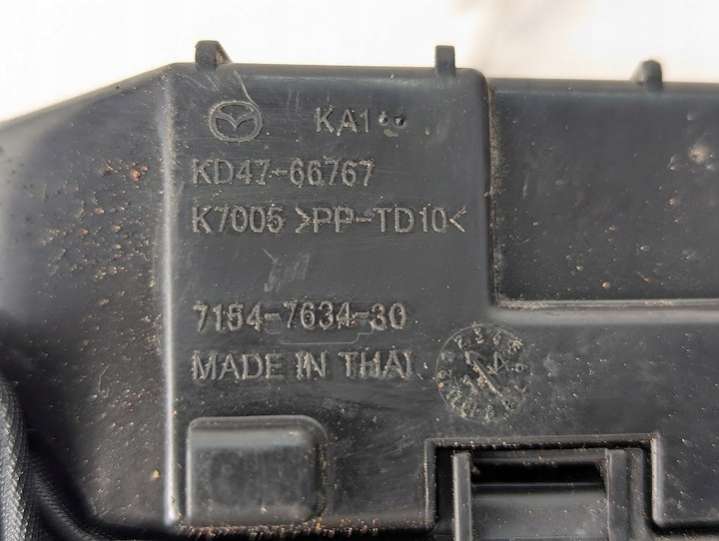 KA1
KD47-66767
K7005 >PP-TD10<
7154-7634-30
MADE IN THAI